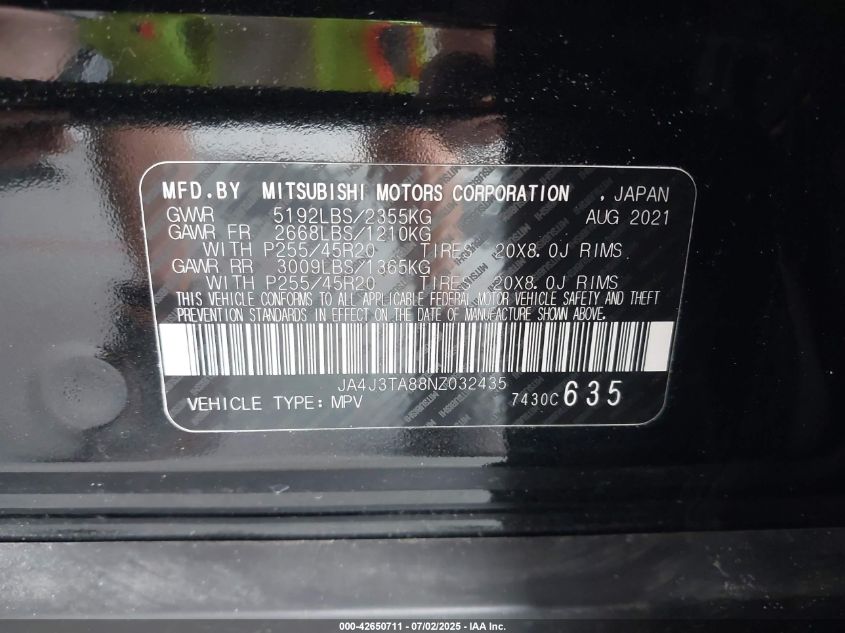 MFD.BY MITSUBISHI MOTORS CORPORATION , JAPAN
GVWR 5192LBS/2355KG AUG 2021
GAWR FR 2668LBS/1210KG
WITH P255/45R20 TIRES, 20X8.0J RIMS
GAWR RR 3009LBS/1365KG
WITH P255/45R20 TIRES, 20X8.0J RIMS
THIS VEHICLE CONFORMS TO ALL APPLICABLE FEDERAL MOTOR VEHICLE SAFETY AND THEFT
PREVENTION STANDARDS IN EFFECT ON THE DATE OF MANUFACTURE SHOWN ABOVE.
JA4J3TA88NZ032435
VEHICLE TYPE: MPV 7430C 635
000-42650711 - 07/02/2025 - IAA Inc.